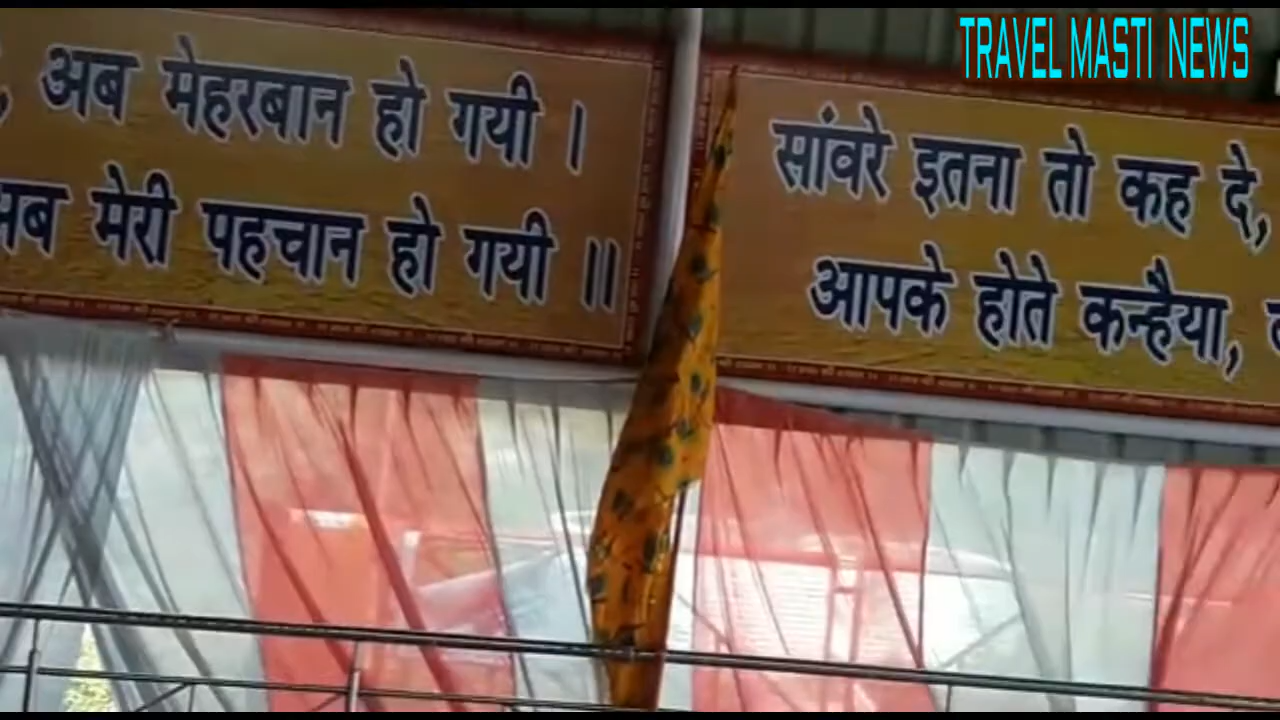 TRAVEL MASTI NEWS
, अब मेहरबान हो गयी ।
अब मेरी पहचान हो गयी ॥
सांवरे इतना तो कह दे,
आपके होते कन्हैया,